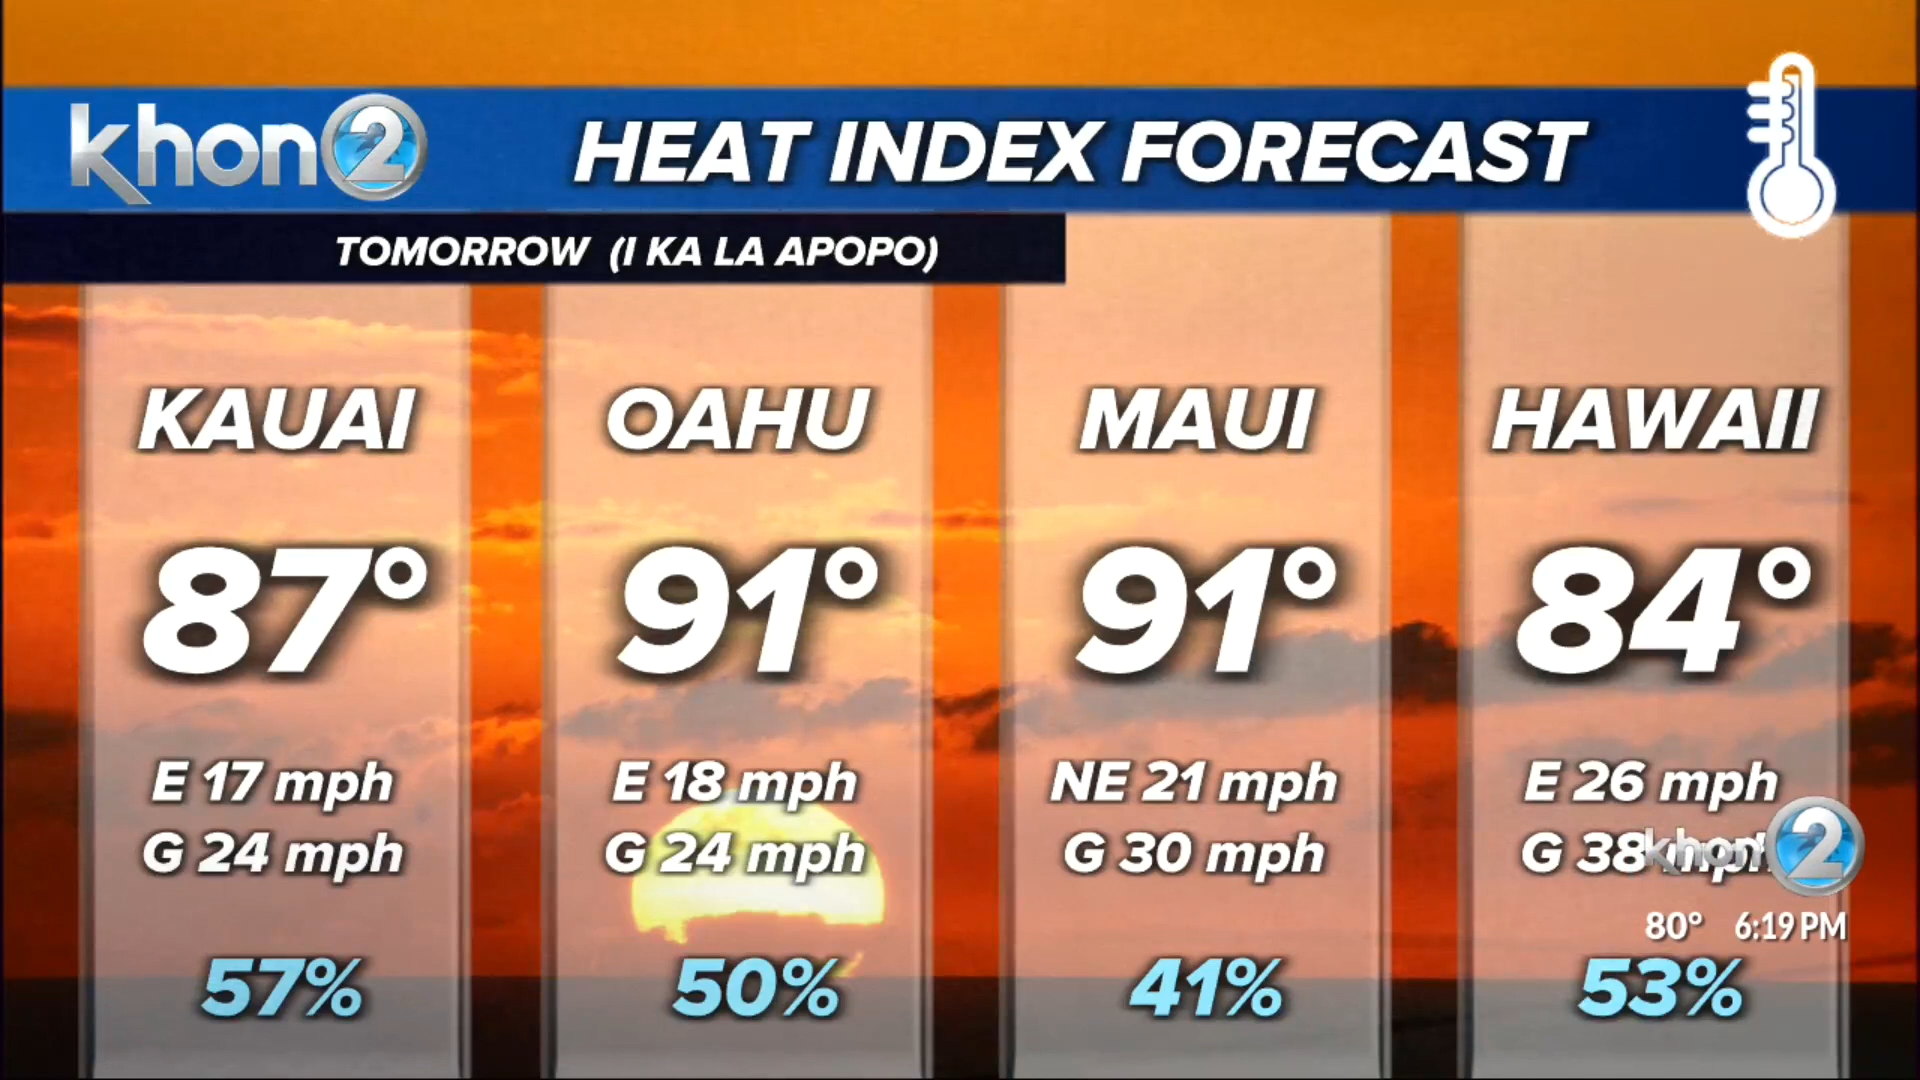 khon2
HEAT INDEX FORECAST
TOMORROW (I KA LA APOPO)
KAUAI
87°
E 17 mph
G 24 mph
57%
OAHU
91°
E 18 mph
G 24 mph
50%
MAUI
91°
NE 21 mph
G 30 mph
41%
HAWAII
84°
E 26 mph
G 38 mph
53%
khon2
80° 6:19 PM